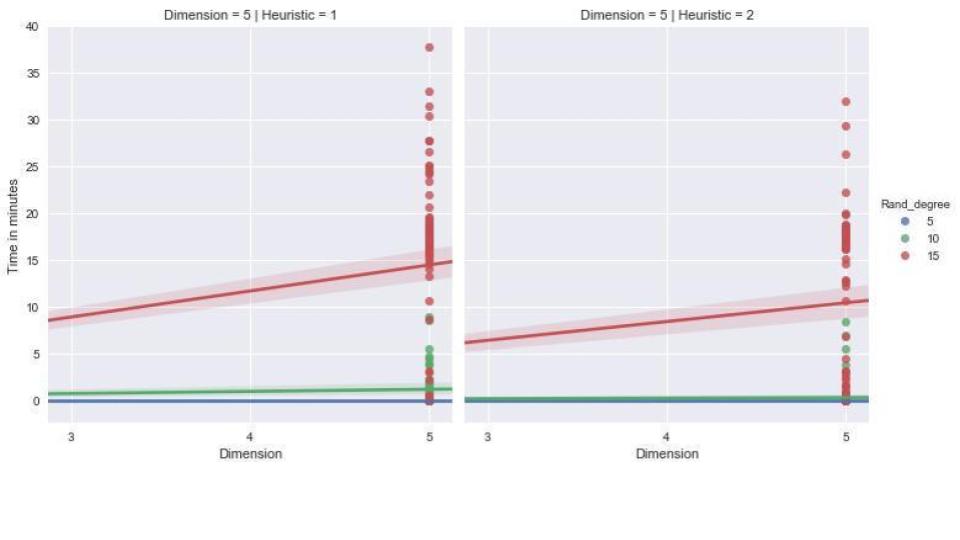 Dimension = 5 | Heuristic = 1
Dimension = 5 | Heuristic = 2
40
35
30
25
20
15
10
5
0
Time in minutes
3 4 5
3 4 5
Dimension
Dimension
Rand_degree
5
10
15